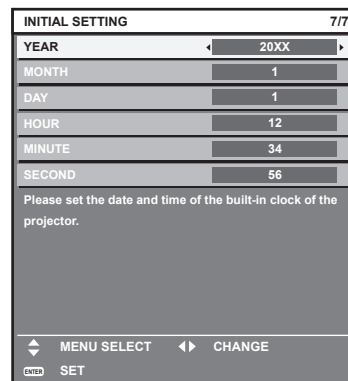 INITIAL SETTING 7/7
YEAR 20XX
MONTH 1
DAY 1
HOUR 12
MINUTE 34
SECOND 56
Please set the date and time of the built-in clock of the
projector.
MENU SELECT CHANGE
ENTER SET